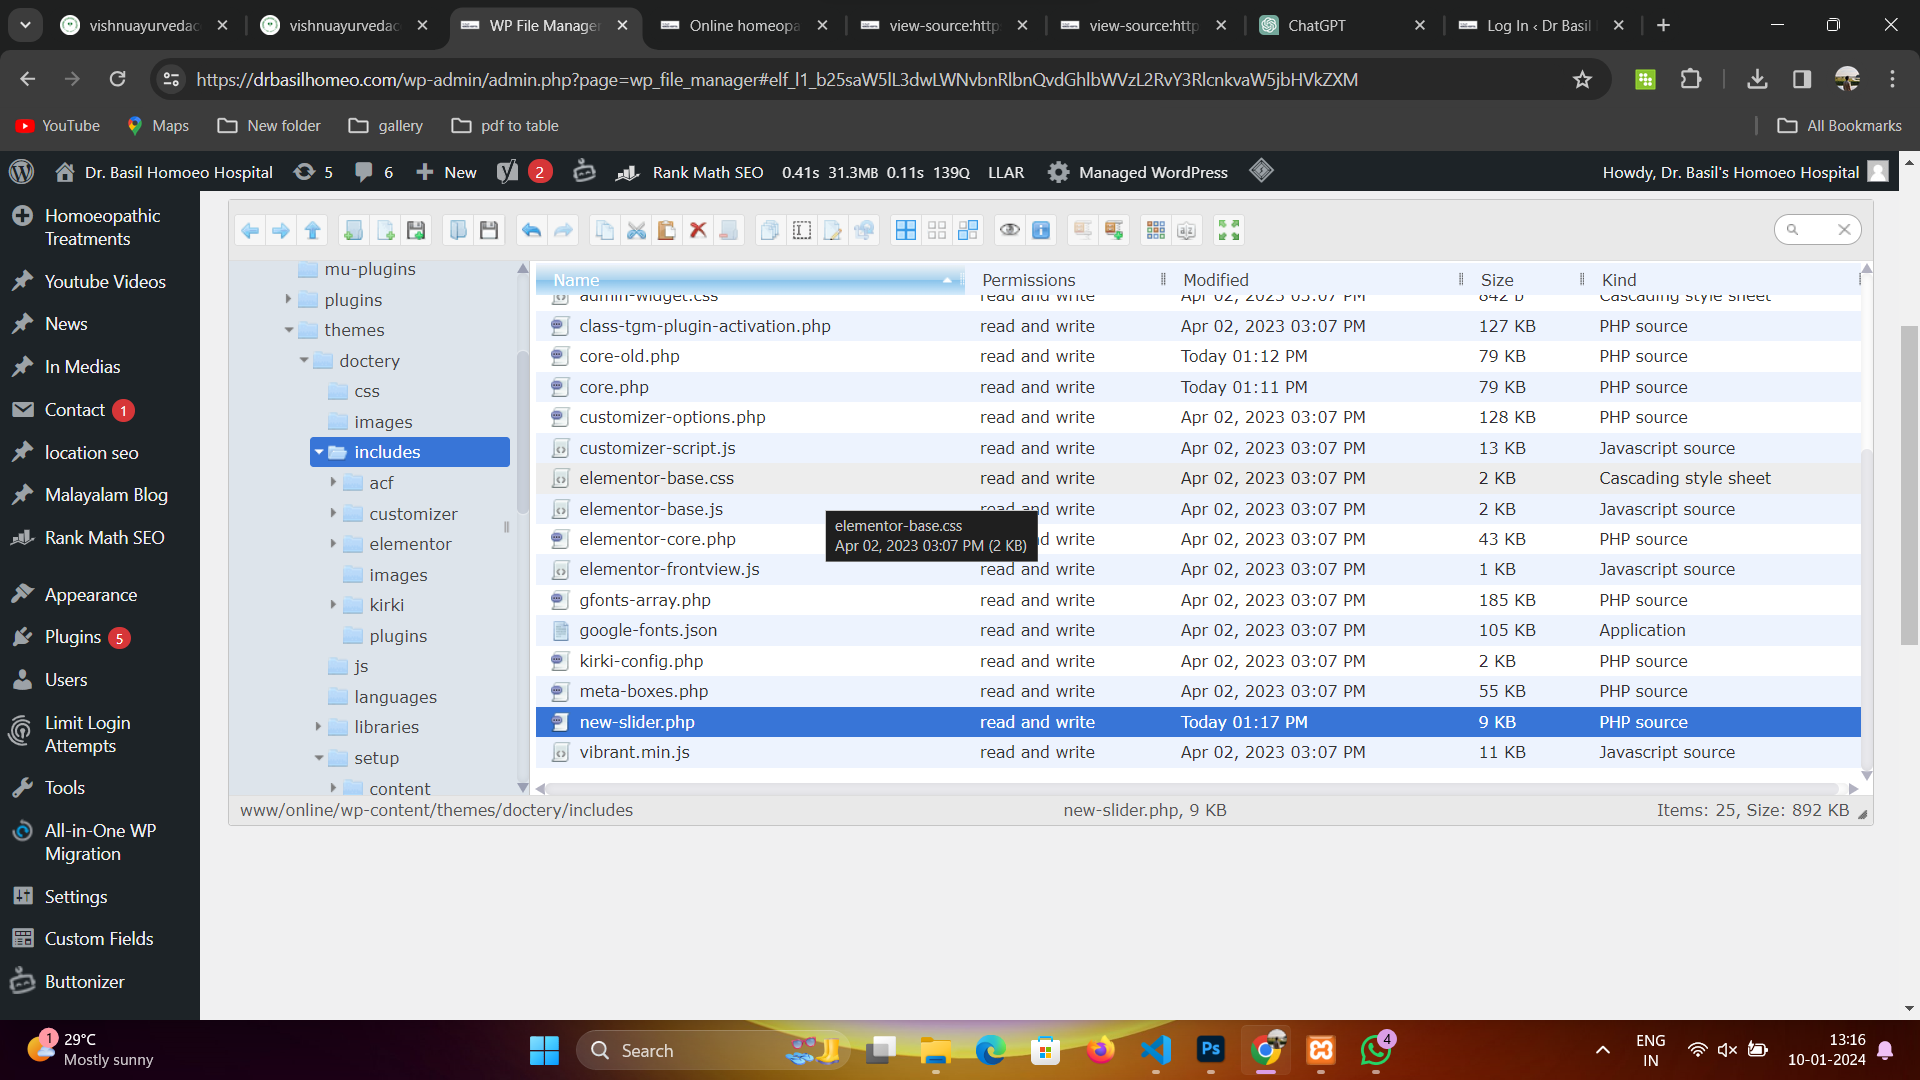 vishnuayurvedac
vishnuayurvedac
WP File Manager
Online homeopa
view-source:http
view-source:http
ChatGPT
Log In ‹ Dr Basil
https://drbasilhomeo.com/wp-admin/admin.php?page=wp_file_manager#elf_l1_b25saW5lL3dwLWNvbnRlbnQvdGhlbWVzL2RvY3RlcnkvaW5jbHVkZXM
YouTube
Maps
New folder
gallery
pdf to table
All Bookmarks
Dr. Basil Homoeo Hospital
5
6
New
2
Rank Math SEO
0.41s 31.3MB 0.11s 139Q
LLAR
Managed WordPress
Howdy, Dr. Basil's Homoeo Hospital
Homoeopathic
Treatments
Youtube Videos
News
In Medias
Contact 1
location seo
Malayalam Blog
Rank Math SEO
Appearance
Plugins 5
Users
Limit Login
Attempts
Tools
All-in-One WP
Migration
Settings
Custom Fields
Buttonizer
mu-plugins
plugins
themes
doctery
css
images
includes
acf
customizer
elementor
images
kirki
plugins
js
languages
libraries
setup
content
Name Permissions Modified Size Kind
admin-widget.css read and write Apr 02, 2023 03:07 PM 842 b Cascading style sheet
class-tgm-plugin-activation.php read and write Apr 02, 2023 03:07 PM 127 KB PHP source
core-old.php read and write Today 01:12 PM 79 KB PHP source
core.php read and write Today 01:11 PM 79 KB PHP source
customizer-options.php read and write Apr 02, 2023 03:07 PM 128 KB PHP source
customizer-script.js read and write Apr 02, 2023 03:07 PM 13 KB Javascript source
elementor-base.css read and write Apr 02, 2023 03:07 PM 2 KB Cascading style sheet
elementor-base.js read and write Apr 02, 2023 03:07 PM 2 KB Javascript source
elementor-core.php d write Apr 02, 2023 03:07 PM 43 KB PHP source
elementor-frontview.js read and write Apr 02, 2023 03:07 PM 1 KB Javascript source
gfonts-array.php read and write Apr 02, 2023 03:07 PM 185 KB PHP source
google-fonts.json read and write Apr 02, 2023 03:07 PM 105 KB Application
kirki-config.php read and write Apr 02, 2023 03:07 PM 2 KB PHP source
meta-boxes.php read and write Apr 02, 2023 03:07 PM 55 KB PHP source
new-slider.php read and write Today 01:17 PM 9 KB PHP source
vibrant.min.js read and write Apr 02, 2023 03:07 PM 11 KB Javascript source
elementor-base.css
Apr 02, 2023 03:07 PM (2 KB)
www/online/wp-content/themes/doctery/includes
new-slider.php, 9 KB
Items: 25, Size: 892 KB
1
29°C
Mostly sunny
Search
Ps
4
ENG
IN
13:16
10-01-2024